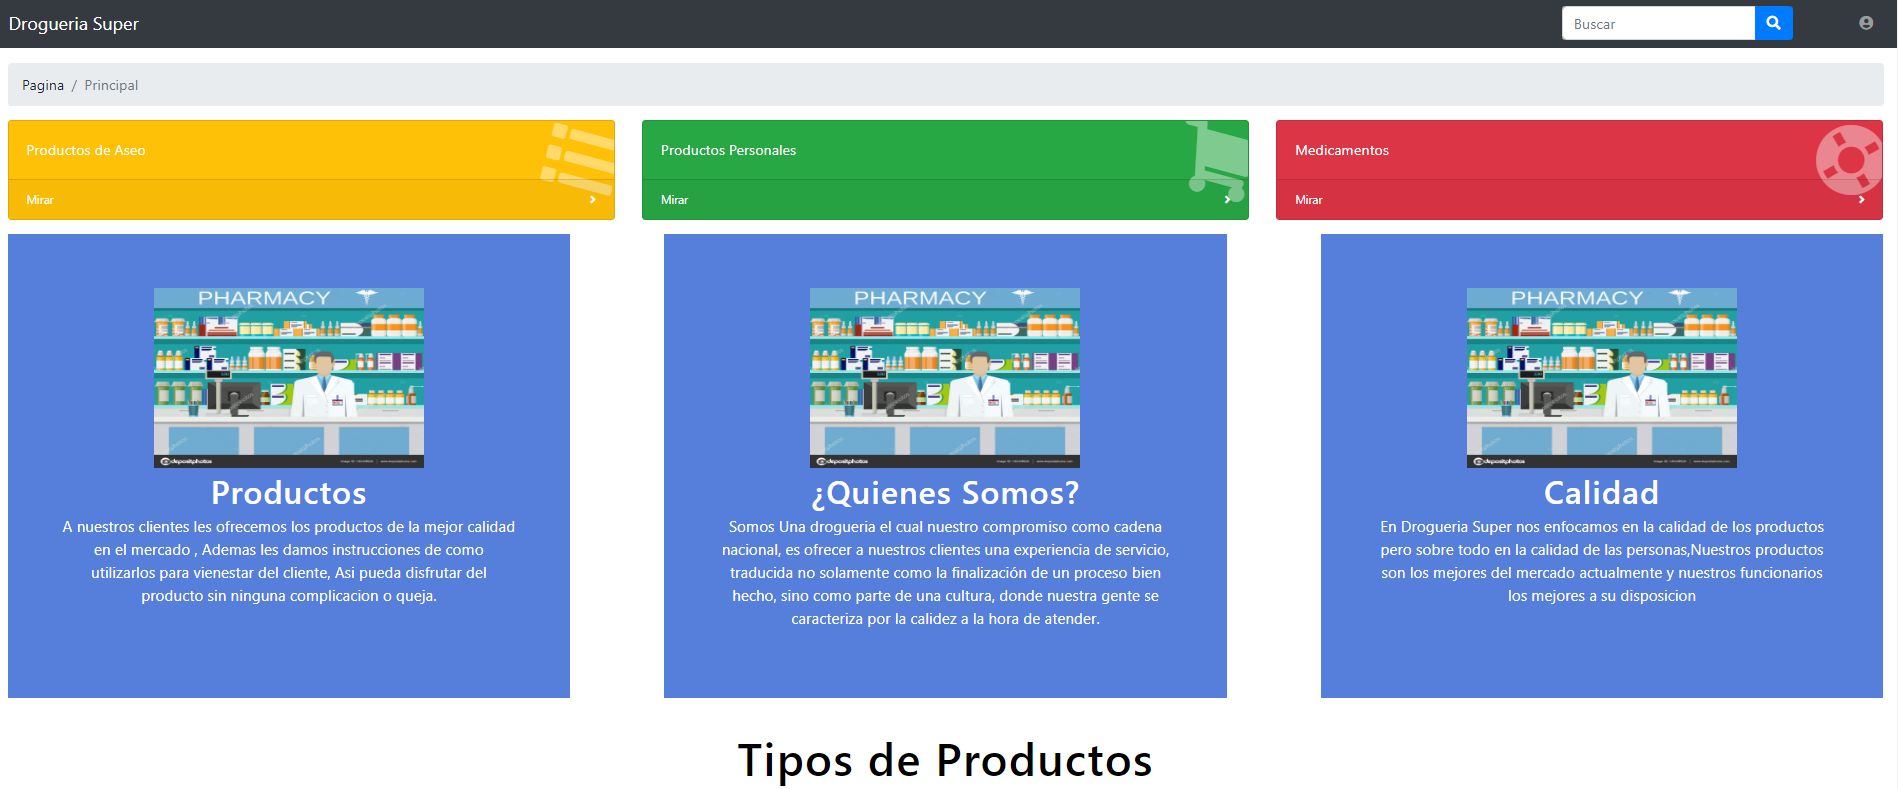 Drogueria Super
Buscar
Pagina / Principal
Productos de Aseo
Mirar
Productos Personales
Mirar
Medicamentos
Mirar
PHARMACY
depositphotos
Productos
A nuestros clientes les ofrecemos los productos de la mejor calidad
en el mercado , Ademas les damos instrucciones de como
utilizarlos para vienestar del cliente, Asi pueda disfrutar del
producto sin ninguna complicacion o queja.
PHARMACY
depositphotos
¿Quienes Somos?
Somos Una drogueria el cual nuestro compromiso como cadena
nacional, es ofrecer a nuestros clientes una experiencia de servicio,
traducida no solamente como la finalización de un proceso bien
hecho, sino como parte de una cultura, donde nuestra gente se
caracteriza por la calidez a la hora de atender.
PHARMACY
depositphotos
Calidad
En Drogueria Super nos enfocamos en la calidad de los productos
pero sobre todo en la calidad de las personas,Nuestros productos
son los mejores del mercado actualmente y nuestros funcionarios
los mejores a su disposicion
Tipos de Productos